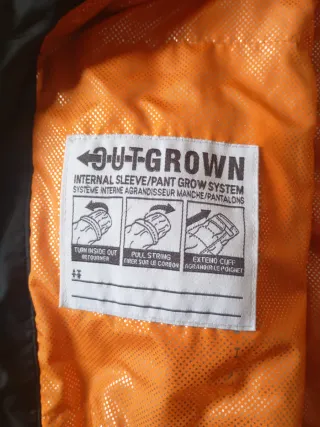 OUTGROWN
INTERNAL SLEEVE/PANT GROW SYSTEM
SYSTÈME INTERNE AGRANDISSEUR MANCHE/PANTALONS
TURN INSIDE OUT
RETOURNER
PULL STRING
TIRER SUR LE CORDON
EXTEND CUFF
AGRANDIR LE POIGNET